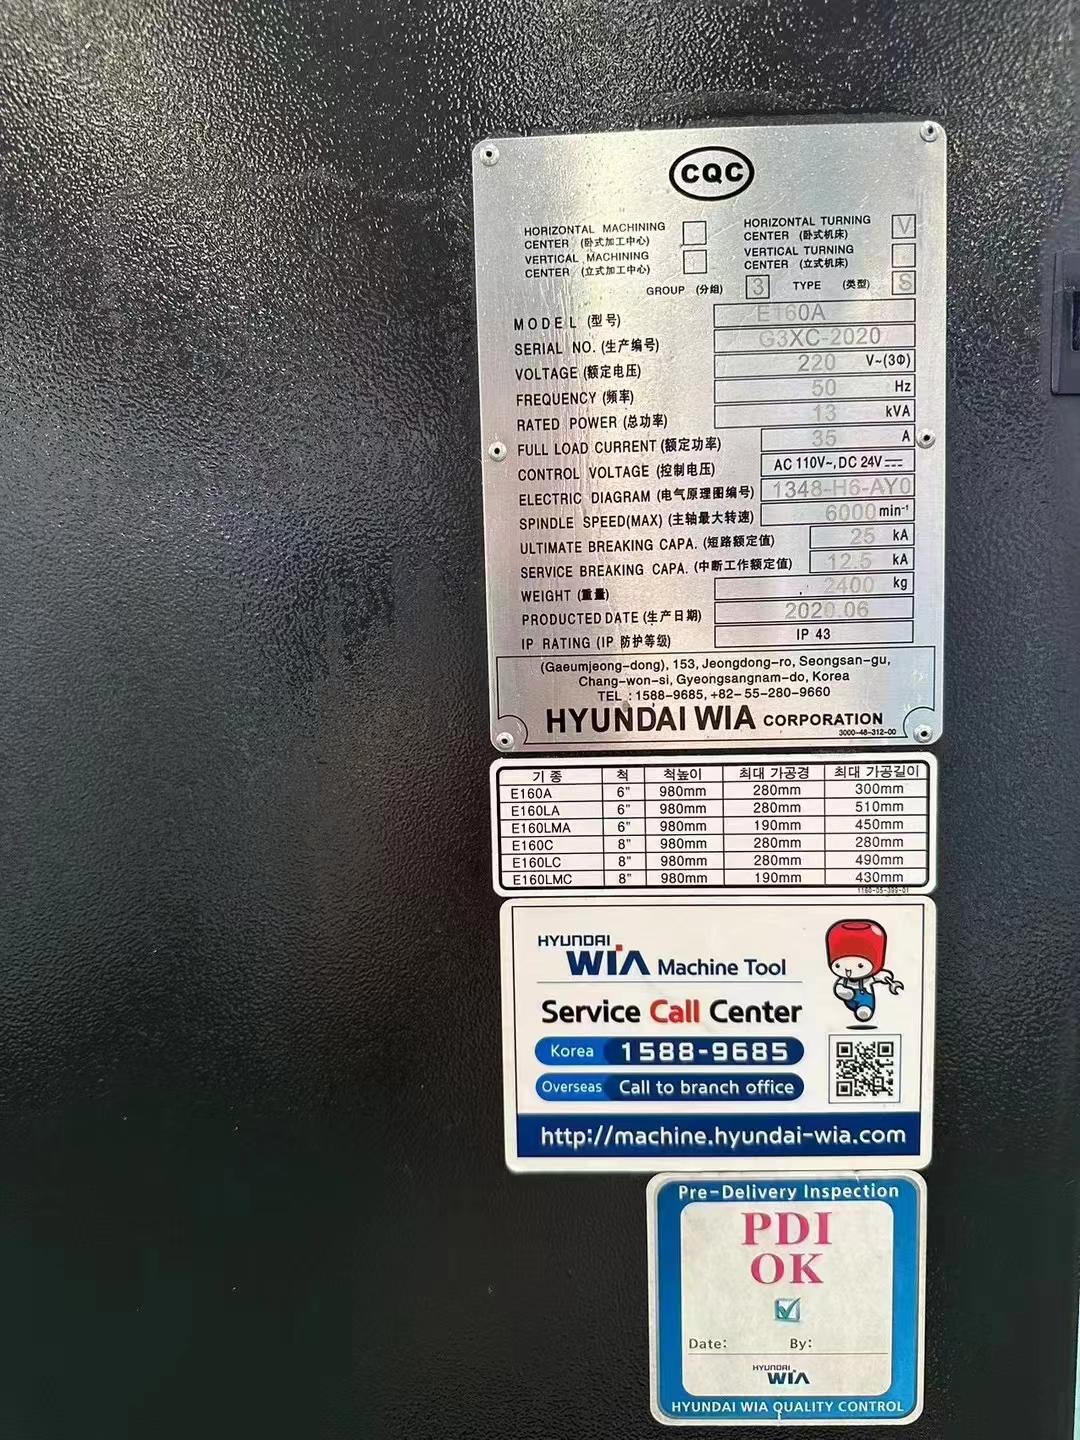 CQC
HORIZONTAL MACHINING CENTER (卧式加工中心)
HORIZONTAL TURNING CENTER (卧式机床) V
VERTICAL MACHINING CENTER (立式加工中心)
VERTICAL TURNING CENTER (立式机床)
GROUP (分组) 3 TYPE (类型) S
MODEL (型号) E160A
SERIAL NO. (生产编号) G3XC-2020
VOLTAGE (额定电压) 220 V~(3Φ)
FREQUENCY (频率) 50 Hz
RATED POWER (总功率) 13 kVA
FULL LOAD CURRENT (额定功率) 35 A
CONTROL VOLTAGE (控制电压) AC 110V~, DC 24V⎓
ELECTRIC DIAGRAM (电气原理图编号) 1348-H6-AY0
SPINDLE SPEED(MAX) (主轴最大转速) 6000 min⁻¹
ULTIMATE BREAKING CAPA. (短路额定值) 25 kA
SERVICE BREAKING CAPA. (中断工作额定值) 12.5 kA
WEIGHT (重量) 2400 kg
PRODUCTED DATE (生产日期) 2020.06
IP RATING (IP 防护等级) IP 43
(Gaeumjeong-dong), 153, Jeongdong-ro, Seongsan-gu,
Chang-won-si, Gyeongsangnam-do, Korea
TEL : 1588-9685, +82-55-280-9660
HYUNDAI WIA CORPORATION
3000-48-312-00
기 종 척 척높이 최대 가공경 최대 가공길이
E160A 6" 980mm 280mm 300mm
E160LA 6" 980mm 280mm 510mm
E160LMA 6" 980mm 190mm 450mm
E160C 8" 980mm 280mm 280mm
E160LC 8" 980mm 280mm 490mm
E160LMC 8" 980mm 190mm 430mm
1160-05-399-01
HYUNDAI
WIA Machine Tool
Service Call Center
Korea 1588-9685
Overseas Call to branch office
http://machine.hyundai-wia.com
Pre-Delivery Inspection
PDI
OK
Date: By:
HYUNDAI
WIA
HYUNDAI WIA QUALITY CONTROL